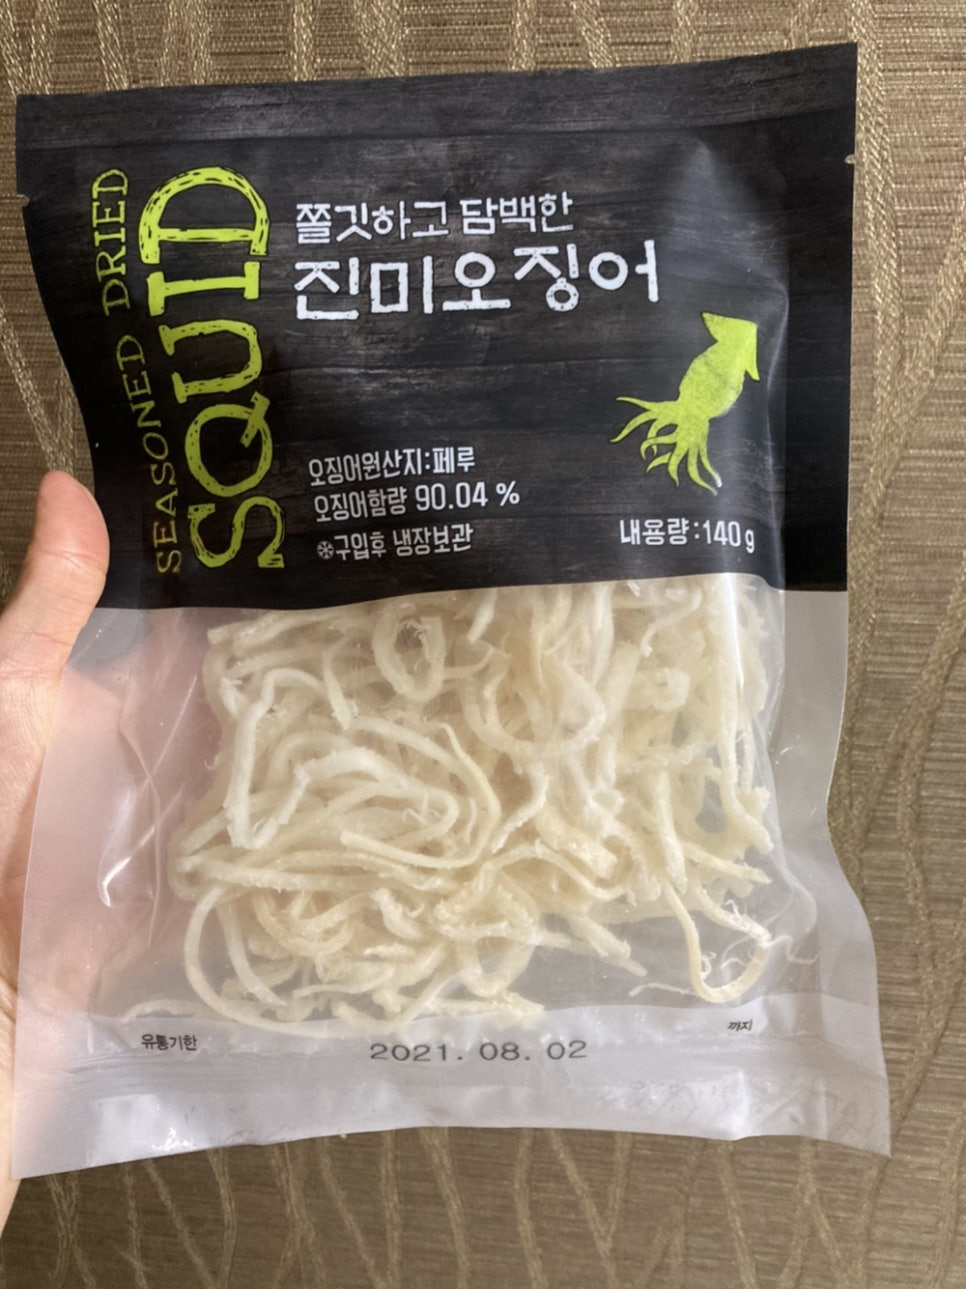 SEASONED DRIED
SQUID
쫄깃하고 담백한
진미오징어
오징어원산지:페루
오징어함량 90.04 %
※구입후 냉장보관
내용량:140g
유통기한 2021. 08. 02 까지